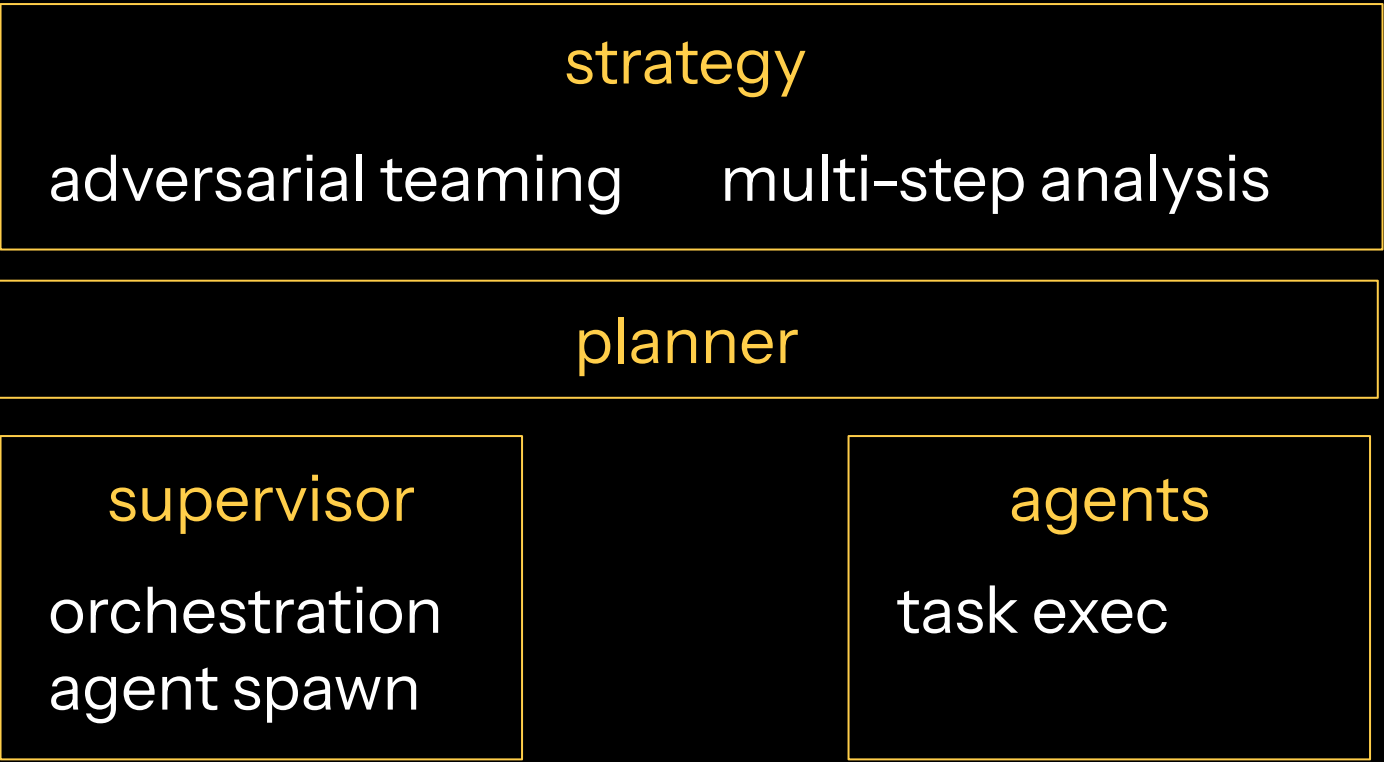 strategy
adversarial teaming
multi-step analysis
planner
supervisor
orchestration
agent spawn
agents
task exec